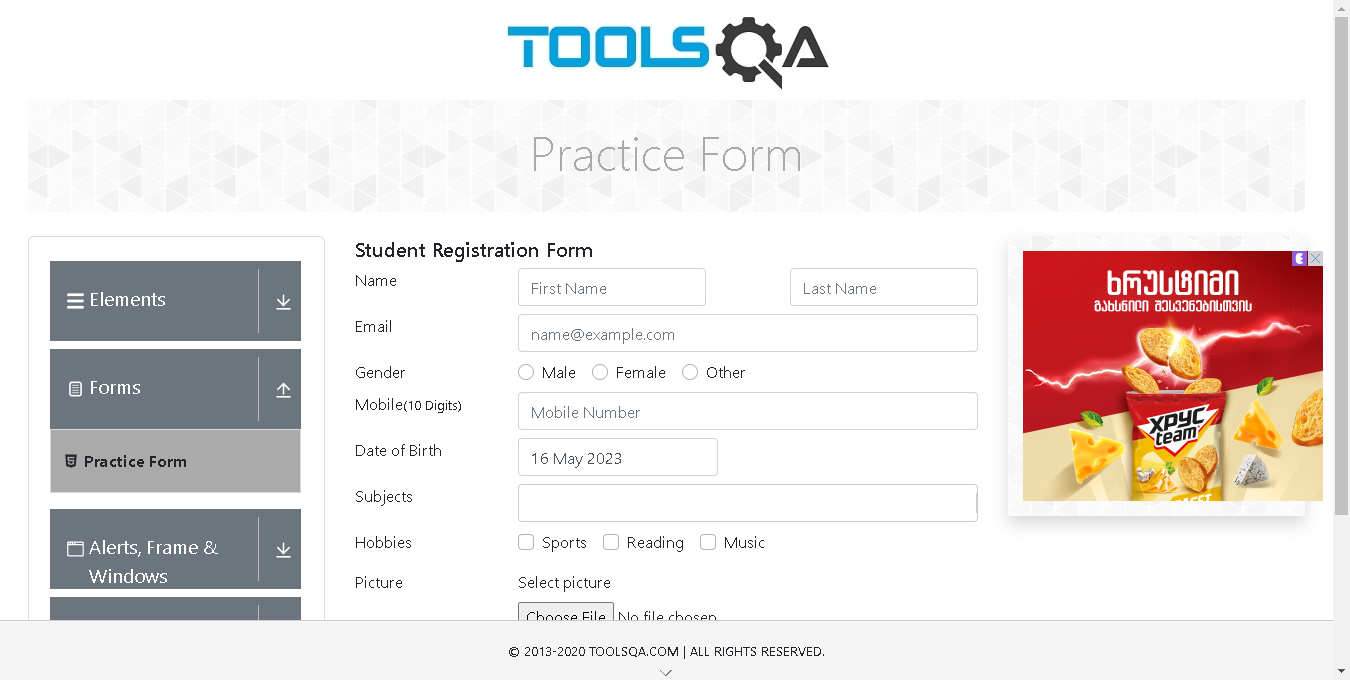 TOOLSQA
Practice Form
Elements
Forms
Practice Form
Alerts, Frame &
Windows
Student Registration Form
Name
First Name
Last Name
Email
name@example.com
Gender
Male
Female
Other
Mobile(10 Digits)
Mobile Number
Date of Birth
16 May 2023
Subjects
Hobbies
Sports
Reading
Music
Picture
Select picture
Choose File No file chosen
ხრუსტიმი
გახსნილი შესვენებისთვის
ХРУС
team
© 2013-2020 TOOLSQA.COM | ALL RIGHTS RESERVED.